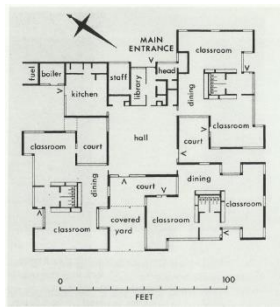 MAIN
ENTRANCE
classroom
fuel
boiler
staff
library
head
kitchen
dining
classroom
court
hall
court
classroom
dining
dining
court
classroom
covered
yard
classroom
classroom
0
100
FEET